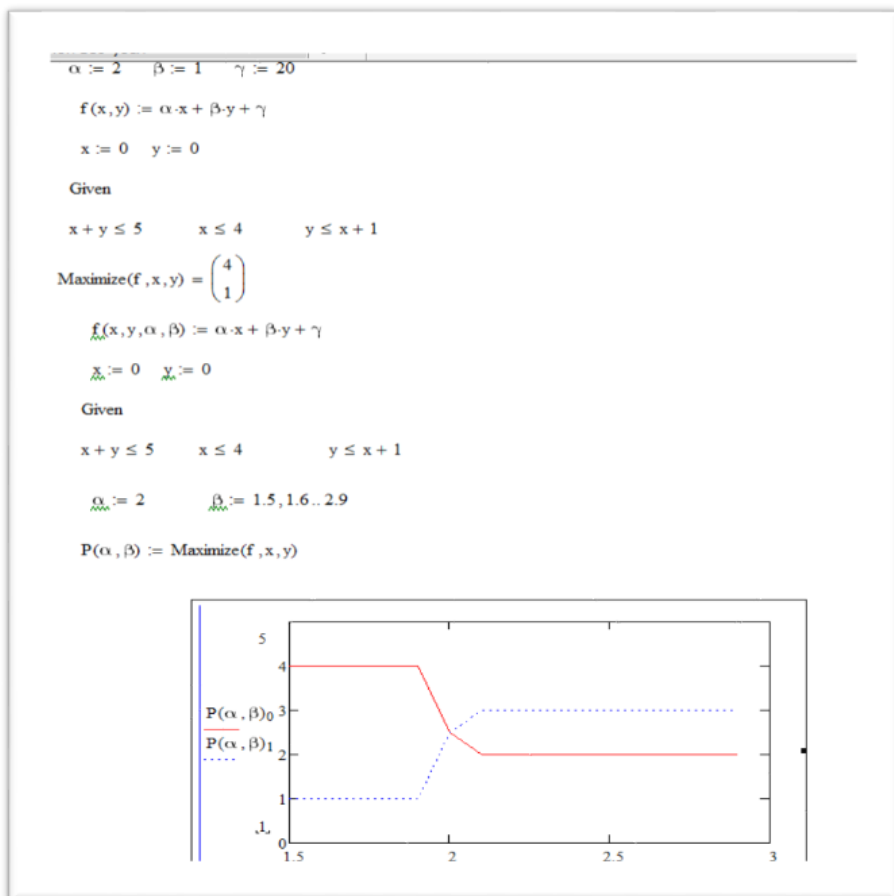 α := 2 β := 1 γ := 20
f(x,y) := α·x + β·y + γ
x := 0 y := 0
Given
x + y ≤ 5 x ≤ 4 y ≤ x + 1
Maximize(f,x,y) = (4 1)
f(x,y,α,β) := α·x + β·y + γ
x := 0 y := 0
Given
x + y ≤ 5 x ≤ 4 y ≤ x + 1
α := 2 β := 1.5,1.6..2.9
P(α,β) := Maximize(f,x,y)
5
4
P(α,β)0 3
P(α,β)1 2
1
.1,
0
1.5 2 2.5 3